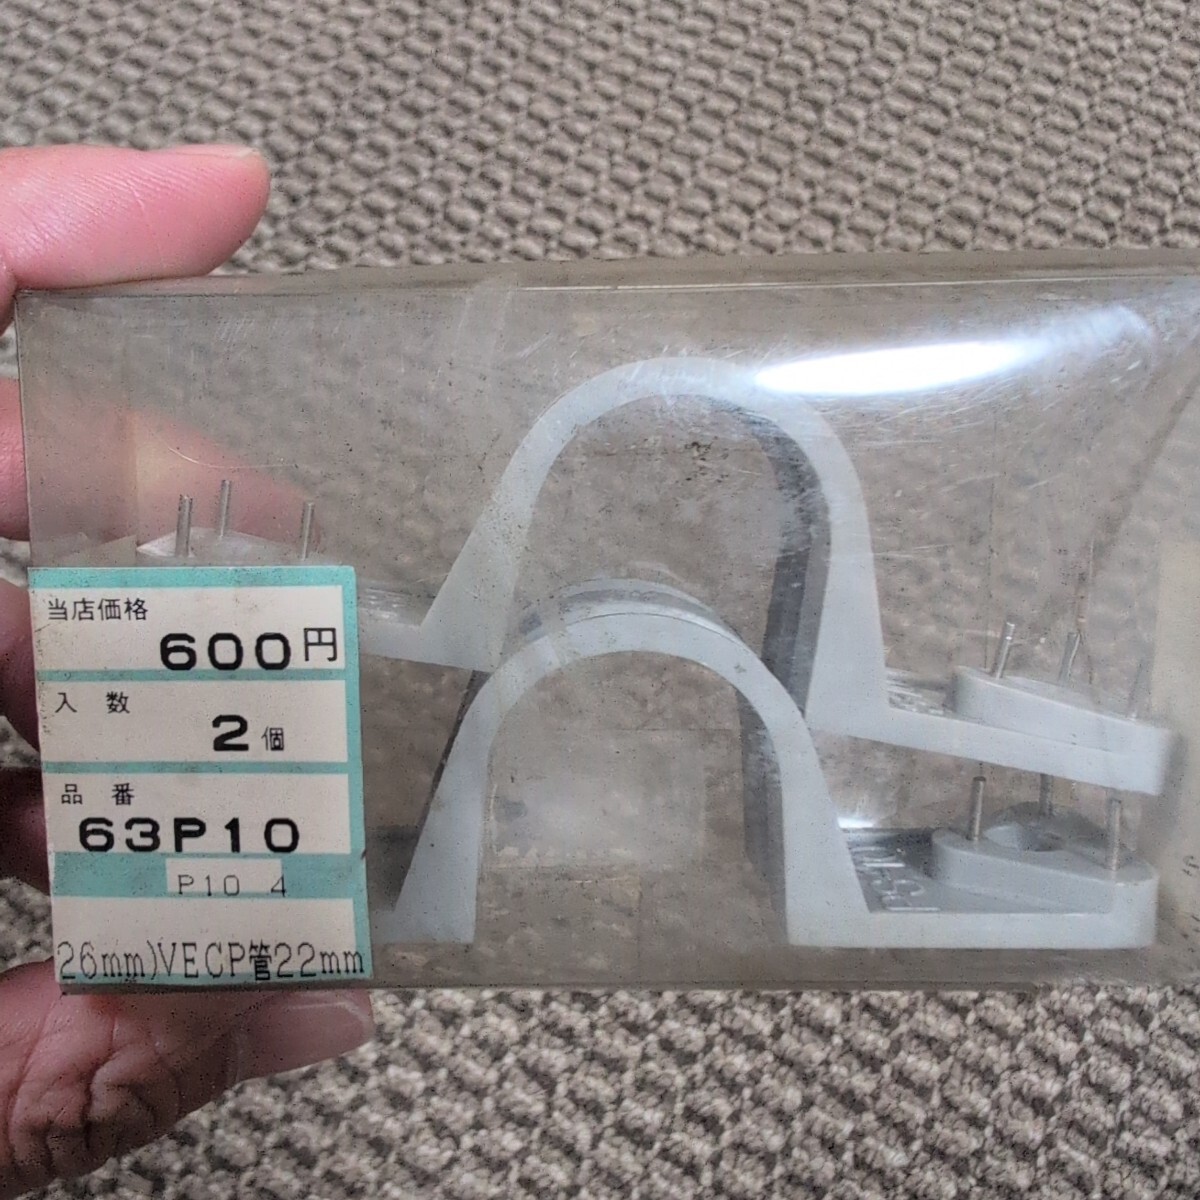 当店価格
600円
入数
2個
品番
63P10
P10 4
26mm)VECP管22mm